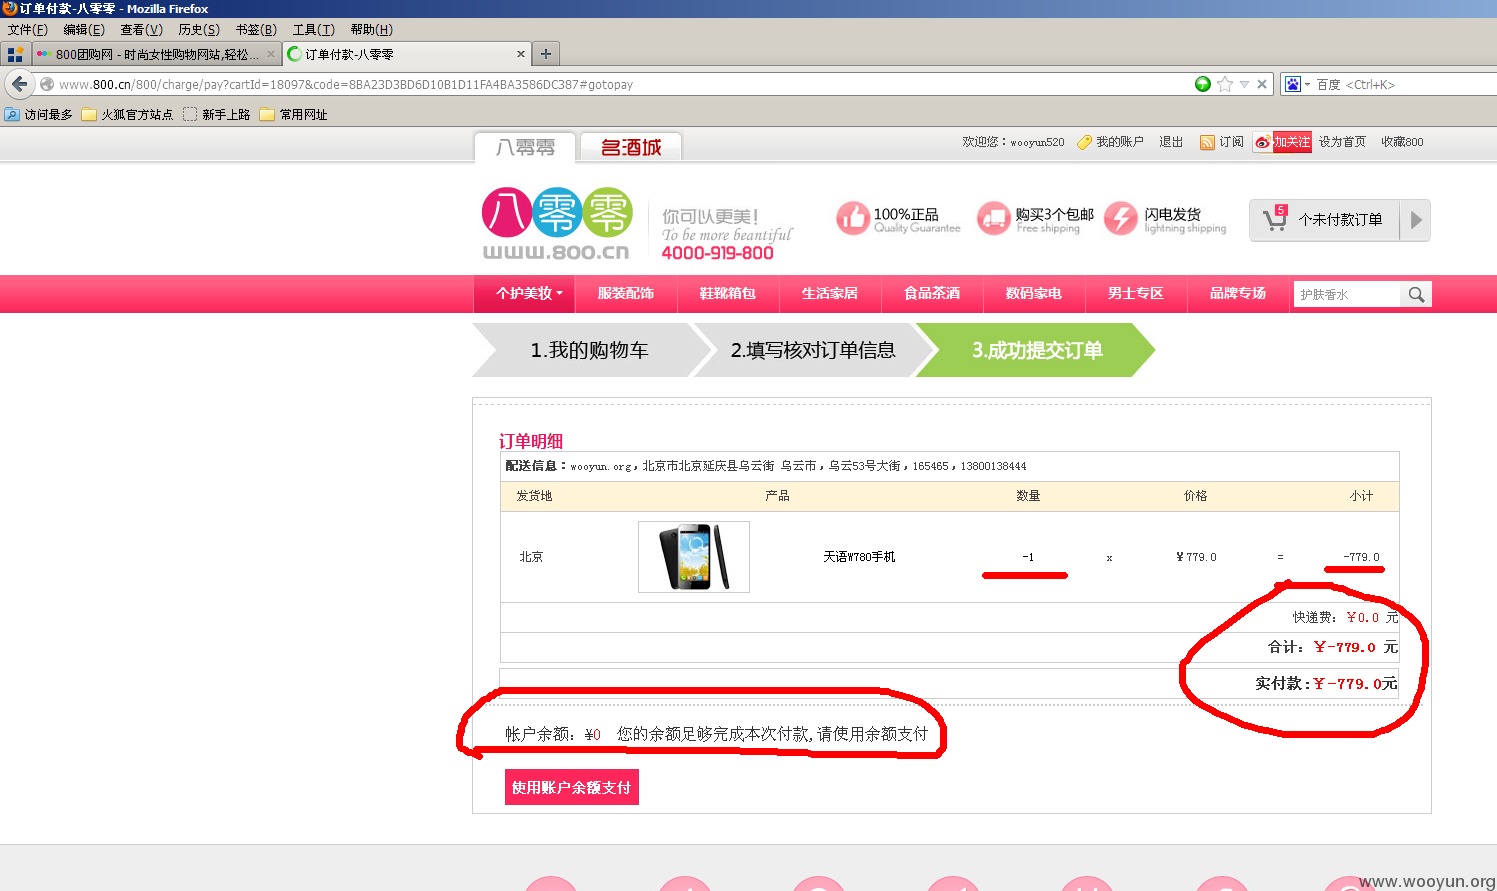 订单付款-八零零 - Mozilla Firefox
文件(F) 编辑(E) 查看(V) 历史(S) 书签(B) 工具(T) 帮助(H)
800团购网 - 时尚女性购物网站,轻松... × 订单付款-八零零 × +
www.800.cn/800/charge/pay?cartId=18097&code=8BA23D3BD6D10B1D11FA4BA3586DC387#gotopay 百度 <Ctrl+K>
访问最多 火狐官方站点 新手上路 常用网址
八零零 名酒城 欢迎您：wooyun520 我的账户 退出 订阅 加关注 设为首页 收藏800
八零零
www.800.cn
你可以更美！
To be more beautiful
4000-919-800
100%正品
Quality Guarantee
购买3个包邮
Free shipping
闪电发货
lightning shipping
5 个未付款订单
个护美妆 服装配饰 鞋靴箱包 生活家居 食品茶酒 数码家电 男士专区 品牌专场 护肤香水
1.我的购物车 2.填写核对订单信息 3.成功提交订单
订单明细
配送信息：wooyun.org，北京市北京延庆县乌云街 乌云市，乌云53号大街，165465，13800138444
发货地 产品 数量 价格 小计
北京 天语W780手机 -1 x ￥779.0 = -779.0
快递费：￥0.0 元
合计：￥-779.0 元
实付款:￥-779.0元
帐户余额：¥0 您的余额足够完成本次付款,请使用余额支付
使用账户余额支付
www.wooyun.org